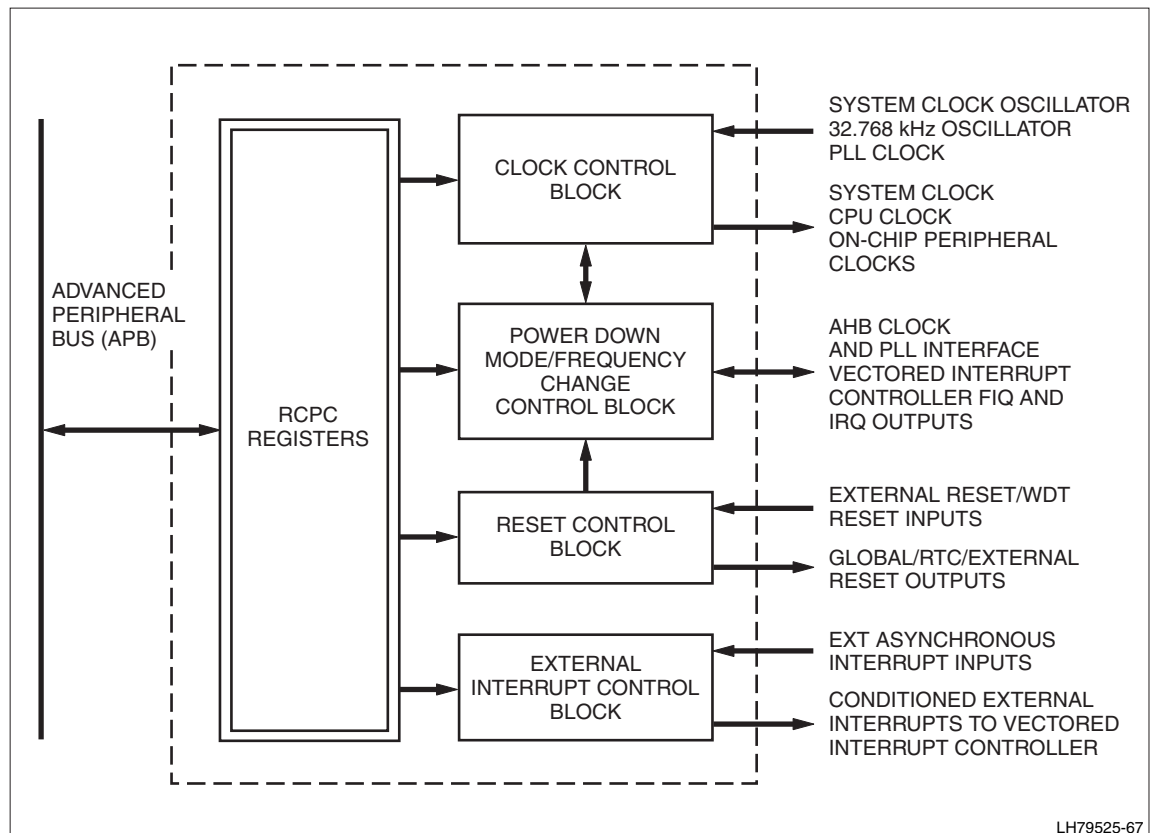 ADVANCED
PERIPHERAL
BUS (APB)
RCPC
REGISTERS
CLOCK CONTROL
BLOCK
POWER DOWN
MODE/FREQUENCY
CHANGE
CONTROL BLOCK
RESET CONTROL
BLOCK
EXTERNAL
INTERRUPT CONTROL
BLOCK
SYSTEM CLOCK OSCILLATOR
32.768 kHz OSCILLATOR
PLL CLOCK
SYSTEM CLOCK
CPU CLOCK
ON-CHIP PERIPHERAL
CLOCKS
AHB CLOCK
AND PLL INTERFACE
VECTORED INTERRUPT
CONTROLLER FIQ AND
IRQ OUTPUTS
EXTERNAL RESET/WDT
RESET INPUTS
GLOBAL/RTC/EXTERNAL
RESET OUTPUTS
EXT ASYNCHRONOUS
INTERRUPT INPUTS
CONDITIONED EXTERNAL
INTERRUPTS TO VECTORED
INTERRUPT CONTROLLER
LH79525-67